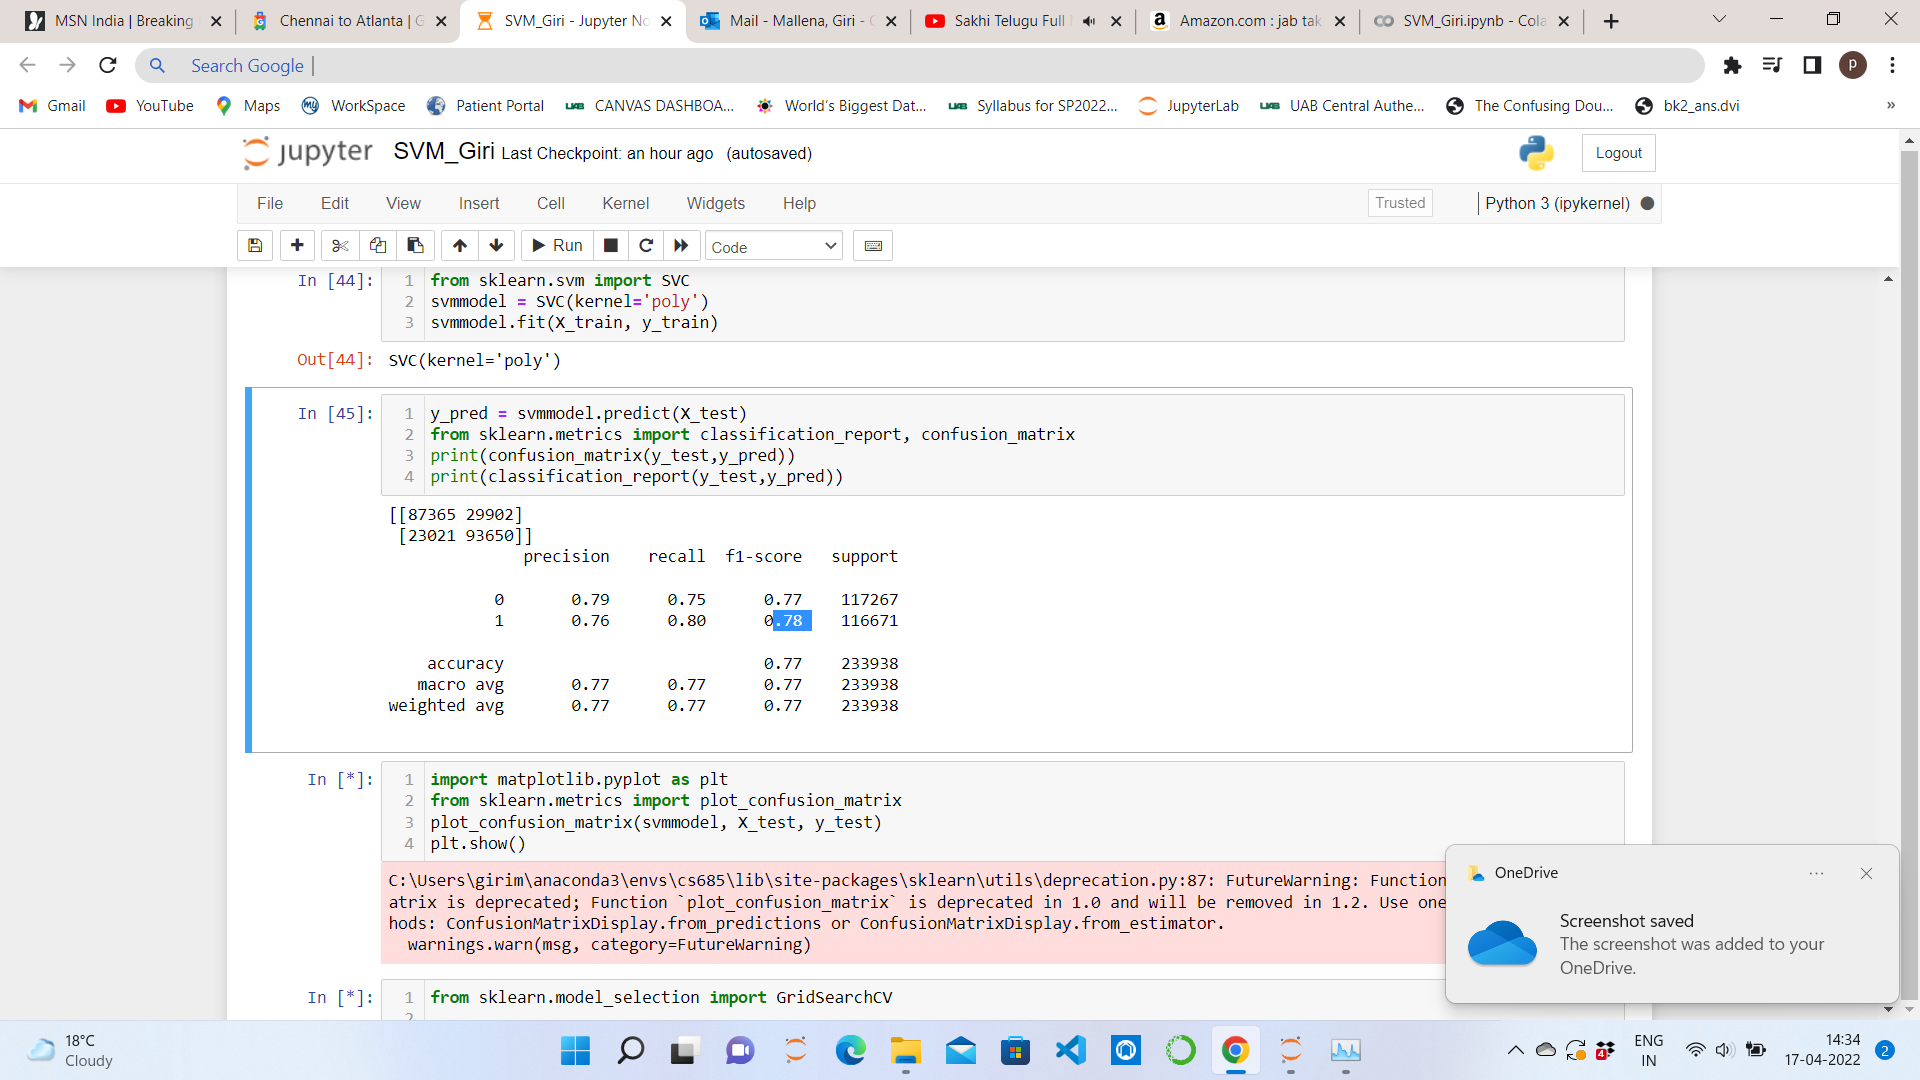 MSN India | Breaking
Chennai to Atlanta | G
SVM_Giri - Jupyter No
Mail - Mallena, Giri - 
Sakhi Telugu Full
Amazon.com : jab tak
SVM_Giri.ipynb - Cola
Search Google
P
Gmail
YouTube
Maps
WorkSpace
Patient Portal
UAB CANVAS DASHBOA...
World's Biggest Dat...
UAB Syllabus for SP2022...
JupyterLab
UAB UAB Central Authe...
The Confusing Dou...
bk2_ans.dvi
»
jupyter SVM_Giri Last Checkpoint: an hour ago (autosaved)
Logout
File Edit View Insert Cell Kernel Widgets Help
Trusted
Python 3 (ipykernel)
Run
Code
In [44]:
1 from sklearn.svm import SVC
2 svmmodel = SVC(kernel='poly')
3 svmmodel.fit(X_train, y_train)
Out[44]: SVC(kernel='poly')
In [45]:
1 y_pred = svmmodel.predict(X_test)
2 from sklearn.metrics import classification_report, confusion_matrix
3 print(confusion_matrix(y_test,y_pred))
4 print(classification_report(y_test,y_pred))
[[87365 29902]
[23021 93650]]
precision recall f1-score support
0 0.79 0.75 0.77 117267
1 0.76 0.80 0.78 116671
accuracy 0.77 233938
macro avg 0.77 0.77 0.77 233938
weighted avg 0.77 0.77 0.77 233938
In [*]:
1 import matplotlib.pyplot as plt
2 from sklearn.metrics import plot_confusion_matrix
3 plot_confusion_matrix(svmmodel, X_test, y_test)
4 plt.show()
C:\Users\girim\anaconda3\envs\cs685\lib\site-packages\sklearn\utils\deprecation.py:87: FutureWarning: Function
atrix is deprecated; Function `plot_confusion_matrix` is deprecated in 1.0 and will be removed in 1.2. Use one
hods: ConfusionMatrixDisplay.from_predictions or ConfusionMatrixDisplay.from_estimator.
warnings.warn(msg, category=FutureWarning)
In [*]:
1 from sklearn.model_selection import GridSearchCV
2
OneDrive
Screenshot saved
The screenshot was added to your
OneDrive.
18°C
Cloudy
4
ENG
IN
14:34
17-04-2022
2